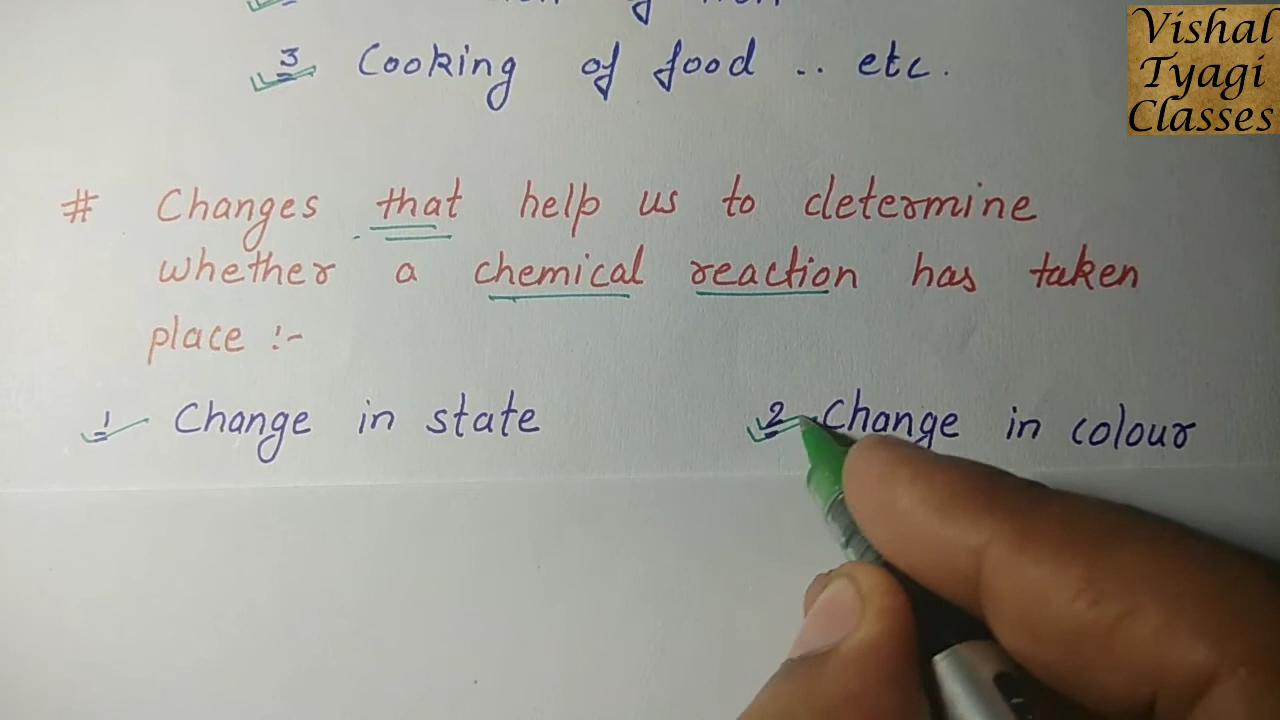 3 Cooking of food .. etc.
# Changes that help us to determine
whether a chemical reaction has taken
place :-
1 Change in state
2 Change in colour
Vishal
Tyagi
Classes